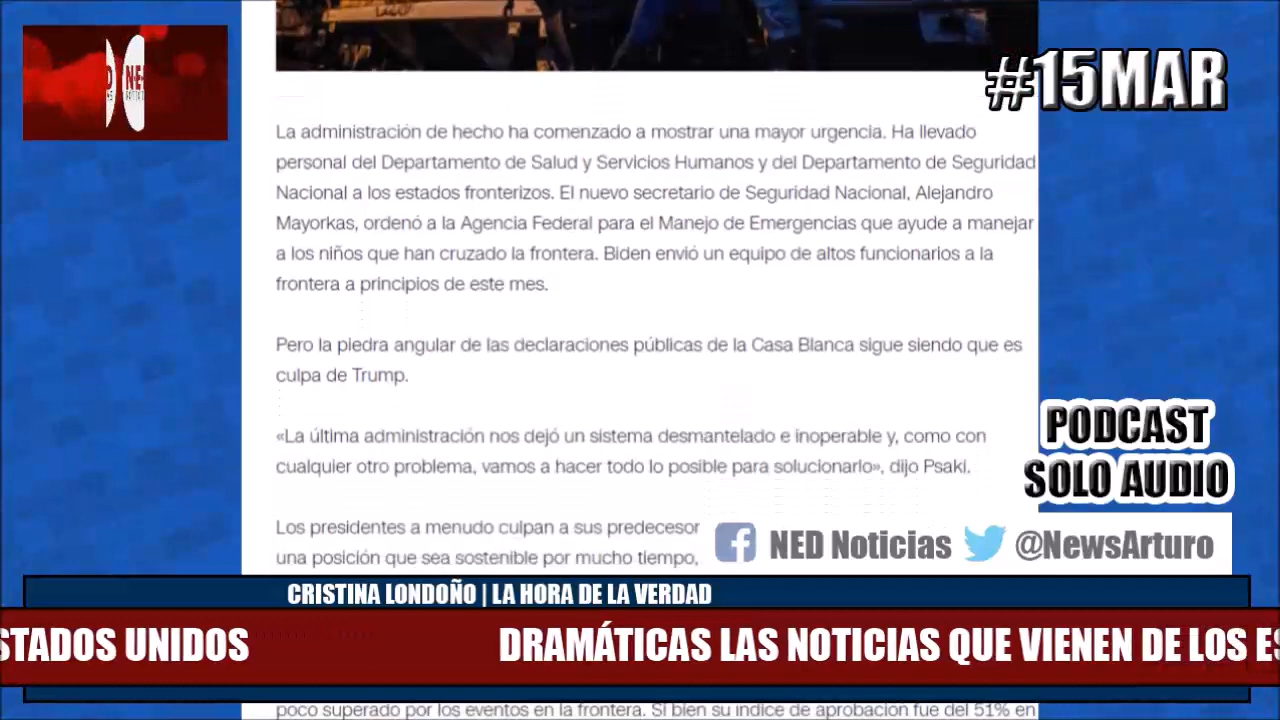 #15MAR
La administración de hecho ha comenzado a mostrar una mayor urgencia. Ha llevado
personal del Departamento de Salud y Servicios Humanos y del Departamento de Seguridad
Nacional a los estados fronterizos. El nuevo secretario de Seguridad Nacional, Alejandro
Mayorkas, ordenó a la Agencia Federal para el Manejo de Emergencias que ayude a manejar
a los niños que han cruzado la frontera. Biden envió un equipo de altos funcionarios a la
frontera a principios de este mes.
Pero la piedra angular de las declaraciones públicas de la Casa Blanca sigue siendo que es
culpa de Trump.
«La última administración nos dejó un sistema desmantelado e inoperable y, como con
cualquier otro problema, vamos a hacer todo lo posible para solucionarlo», dijo Psaki.
Los presidentes a menudo culpan a sus predecesor
una posición que sea sostenible por mucho tiempo,
PODCAST
SOLO AUDIO
NED Noticias @NewsArturo
CRISTINA LONDOÑO | LA HORA DE LA VERDAD
STADOS UNIDOS DRAMÁTICAS LAS NOTICIAS QUE VIENEN DE LOS ES
poco superado por los eventos en la frontera. Si bien su índice de aprobación fue del 51% en